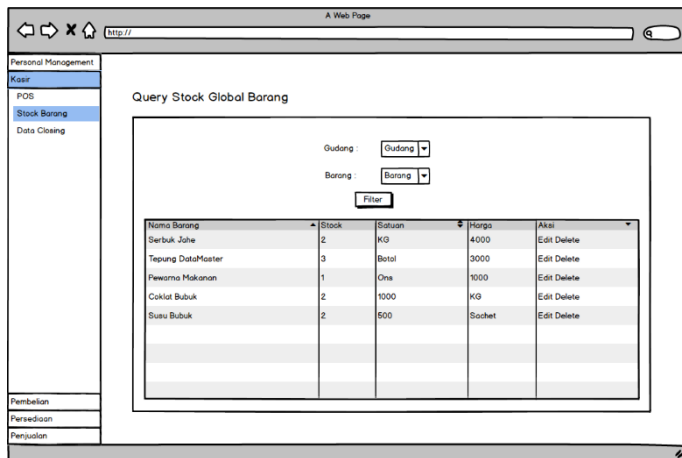 A Web Page
http://
Personal Management
Kasir
POS
Stock Barang
Data Closing
Pembelian
Persediaan
Penjualan
Query Stock Global Barang
Gudang : Gudang
Barang : Barang
Filter
Nama Barang Stock Satuan Harga Aksi
Serbuk Jahe 2 KG 4000 Edit Delete
Tepung DataMaster 3 Botol 3000 Edit Delete
Pewarna Makanan 1 Ons 1000 Edit Delete
Coklat Bubuk 2 1000 KG Edit Delete
Susu Bubuk 2 500 Sachet Edit Delete